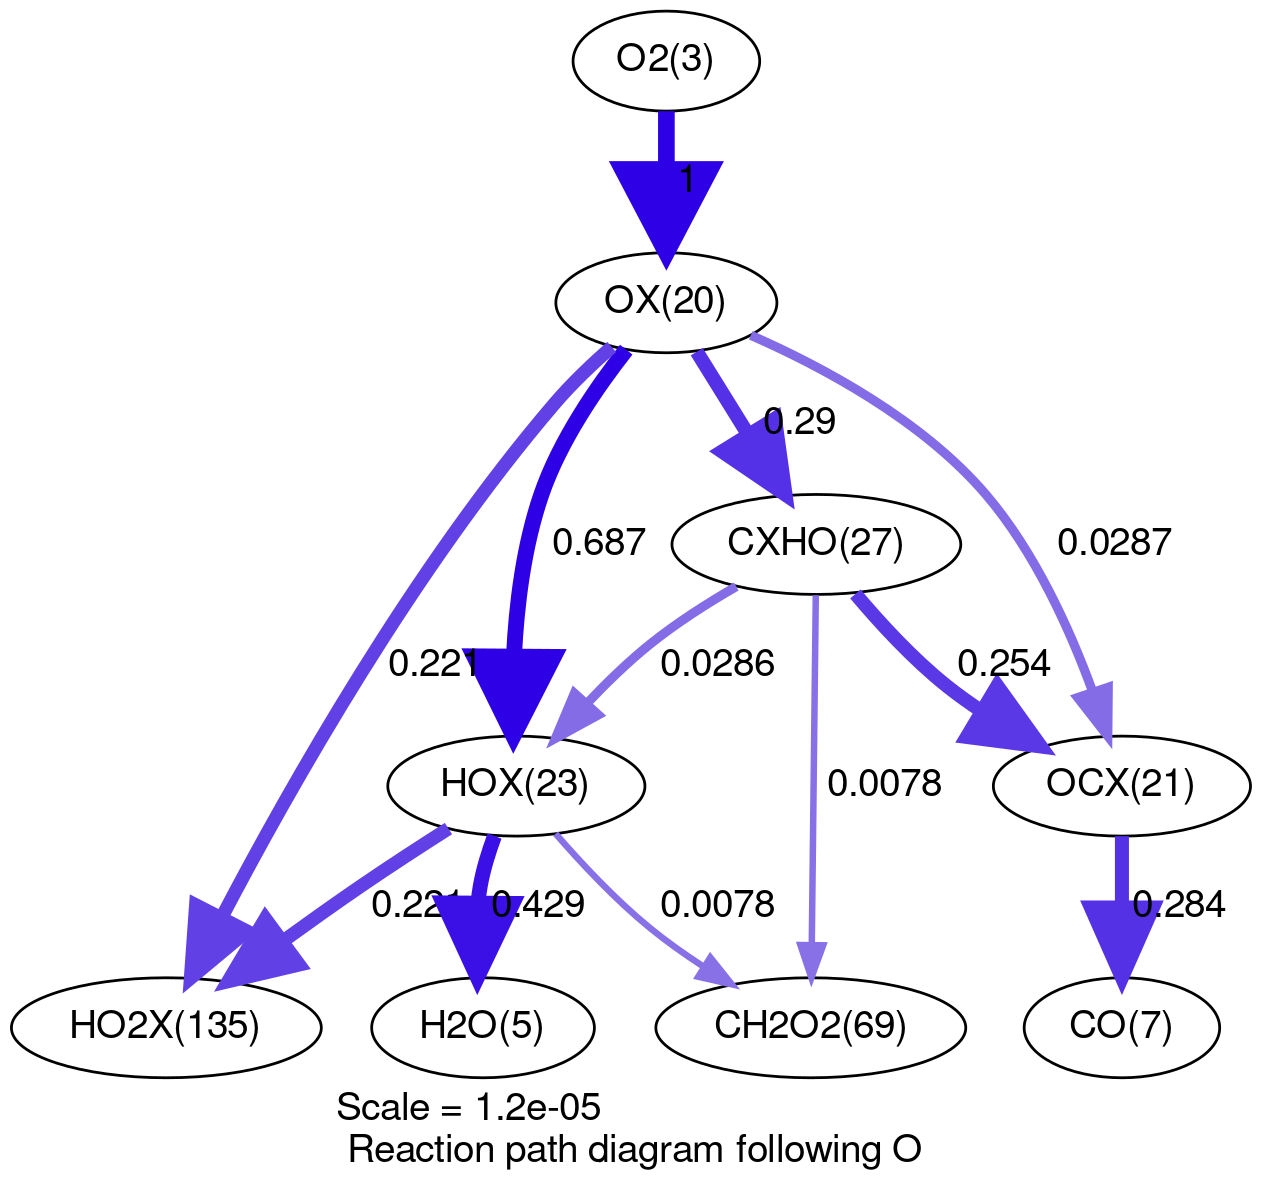 O2(3)
1
OX(20)
0.29
0.687
CXHO(27)
0.0287
0.221
0.0286
0.254
HOX(23)
0.0078
OCX(21)
0.221
0.429
0.0078
0.284
HO2X(135)
H2O(5)
CH2O2(69)
CO(7)
Scale = 1.2e-05
Reaction path diagram following O